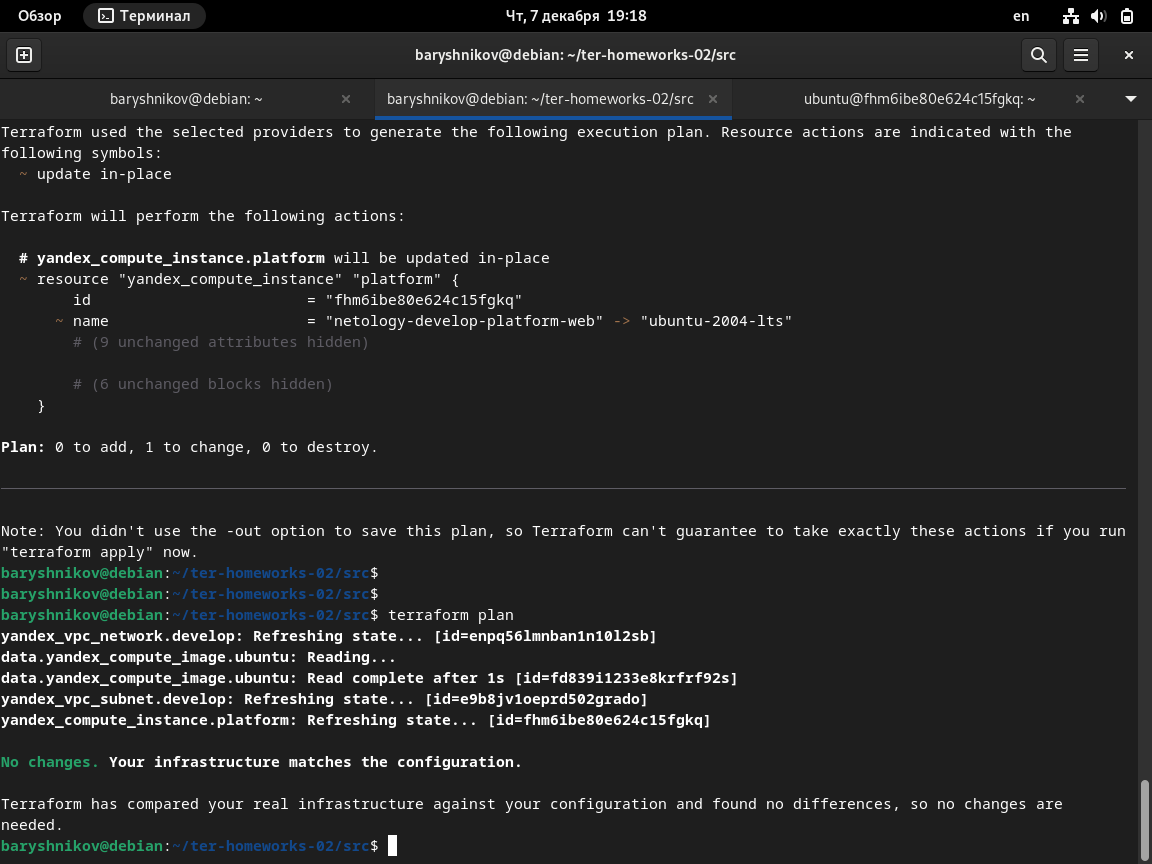 Обзор Терминал Чт, 7 декабря 19:18 en
baryshnikov@debian: ~/ter-homeworks-02/src
baryshnikov@debian: ~ baryshnikov@debian: ~/ter-homeworks-02/src ubuntu@fhm6ibe80e624c15fgkq: ~
Terraform used the selected providers to generate the following execution plan. Resource actions are indicated with the
following symbols:
  ~ update in-place
Terraform will perform the following actions:
  # yandex_compute_instance.platform will be updated in-place
  ~ resource "yandex_compute_instance" "platform" {
        id                        = "fhm6ibe80e624c15fgkq"
      ~ name                      = "netology-develop-platform-web" -> "ubuntu-2004-lts"
        # (9 unchanged attributes hidden)
        # (6 unchanged blocks hidden)
    }
Plan: 0 to add, 1 to change, 0 to destroy.
Note: You didn't use the -out option to save this plan, so Terraform can't guarantee to take exactly these actions if you run
"terraform apply" now.
baryshnikov@debian:~/ter-homeworks-02/src$
baryshnikov@debian:~/ter-homeworks-02/src$
baryshnikov@debian:~/ter-homeworks-02/src$ terraform plan
yandex_vpc_network.develop: Refreshing state... [id=enpq56lmnban1n10l2sb]
data.yandex_compute_image.ubuntu: Reading...
data.yandex_compute_image.ubuntu: Read complete after 1s [id=fd839i1233e8krfrf92s]
yandex_vpc_subnet.develop: Refreshing state... [id=e9b8jv1oeprd502grado]
yandex_compute_instance.platform: Refreshing state... [id=fhm6ibe80e624c15fgkq]
No changes. Your infrastructure matches the configuration.
Terraform has compared your real infrastructure against your configuration and found no differences, so no changes are
needed.
baryshnikov@debian:~/ter-homeworks-02/src$